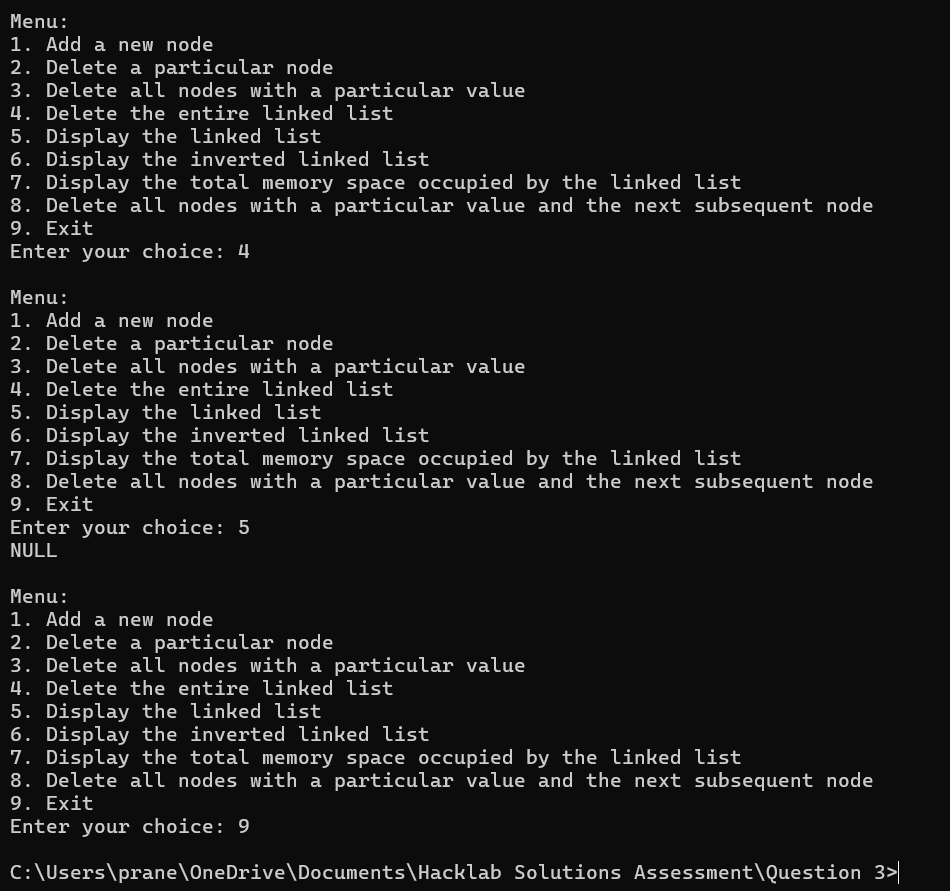 Menu:
1. Add a new node
2. Delete a particular node
3. Delete all nodes with a particular value
4. Delete the entire linked list
5. Display the linked list
6. Display the inverted linked list
7. Display the total memory space occupied by the linked list
8. Delete all nodes with a particular value and the next subsequent node
9. Exit
Enter your choice: 4

Menu:
1. Add a new node
2. Delete a particular node
3. Delete all nodes with a particular value
4. Delete the entire linked list
5. Display the linked list
6. Display the inverted linked list
7. Display the total memory space occupied by the linked list
8. Delete all nodes with a particular value and the next subsequent node
9. Exit
Enter your choice: 5
NULL

Menu:
1. Add a new node
2. Delete a particular node
3. Delete all nodes with a particular value
4. Delete the entire linked list
5. Display the linked list
6. Display the inverted linked list
7. Display the total memory space occupied by the linked list
8. Delete all nodes with a particular value and the next subsequent node
9. Exit
Enter your choice: 9

C:\Users\prane\OneDrive\Documents\Hacklab Solutions Assessment\Question 3>